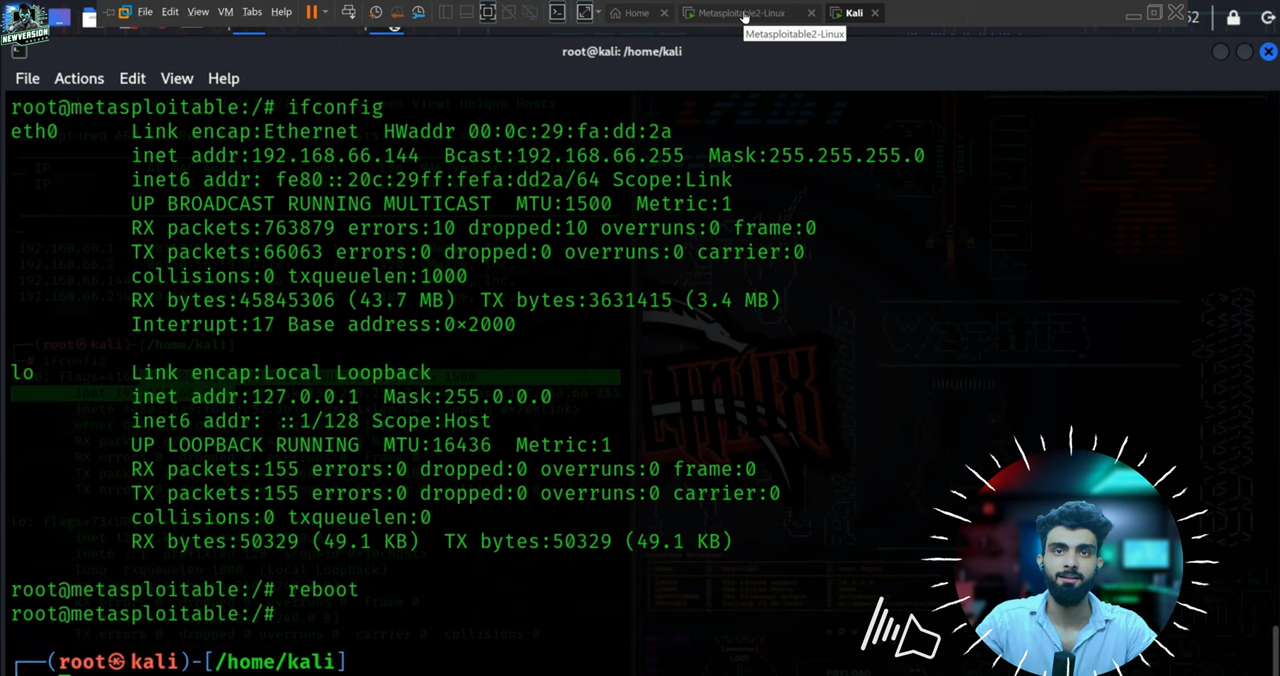 File Edit View VM Tabs Help
Home
Metasploitable2-Linux
Kali
Metasploitable2-Linux
NEWVERSION
root@kali: /home/kali
File Actions Edit View Help
root@metasploitable:/# ifconfig
eth0 Link encap:Ethernet HWaddr 00:0c:29:fa:dd:2a
inet addr:192.168.66.144 Bcast:192.168.66.255 Mask:255.255.255.0
inet6 addr: fe80::20c:29ff:fefa:dd2a/64 Scope:Link
UP BROADCAST RUNNING MULTICAST MTU:1500 Metric:1
RX packets:763879 errors:10 dropped:10 overruns:0 frame:0
TX packets:66063 errors:0 dropped:0 overruns:0 carrier:0
collisions:0 txqueuelen:1000
RX bytes:45845306 (43.7 MB) TX bytes:3631415 (3.4 MB)
Interrupt:17 Base address:0×2000
lo Link encap:Local Loopback
inet addr:127.0.0.1 Mask:255.0.0.0
inet6 addr: ::1/128 Scope:Host
UP LOOPBACK RUNNING MTU:16436 Metric:1
RX packets:155 errors:0 dropped:0 overruns:0 frame:0
TX packets:155 errors:0 dropped:0 overruns:0 carrier:0
collisions:0 txqueuelen:0
RX bytes:50329 (49.1 KB) TX bytes:50329 (49.1 KB)
root@metasploitable:/# reboot
root@metasploitable:/#
┌──(root㉿kali)-[/home/kali]